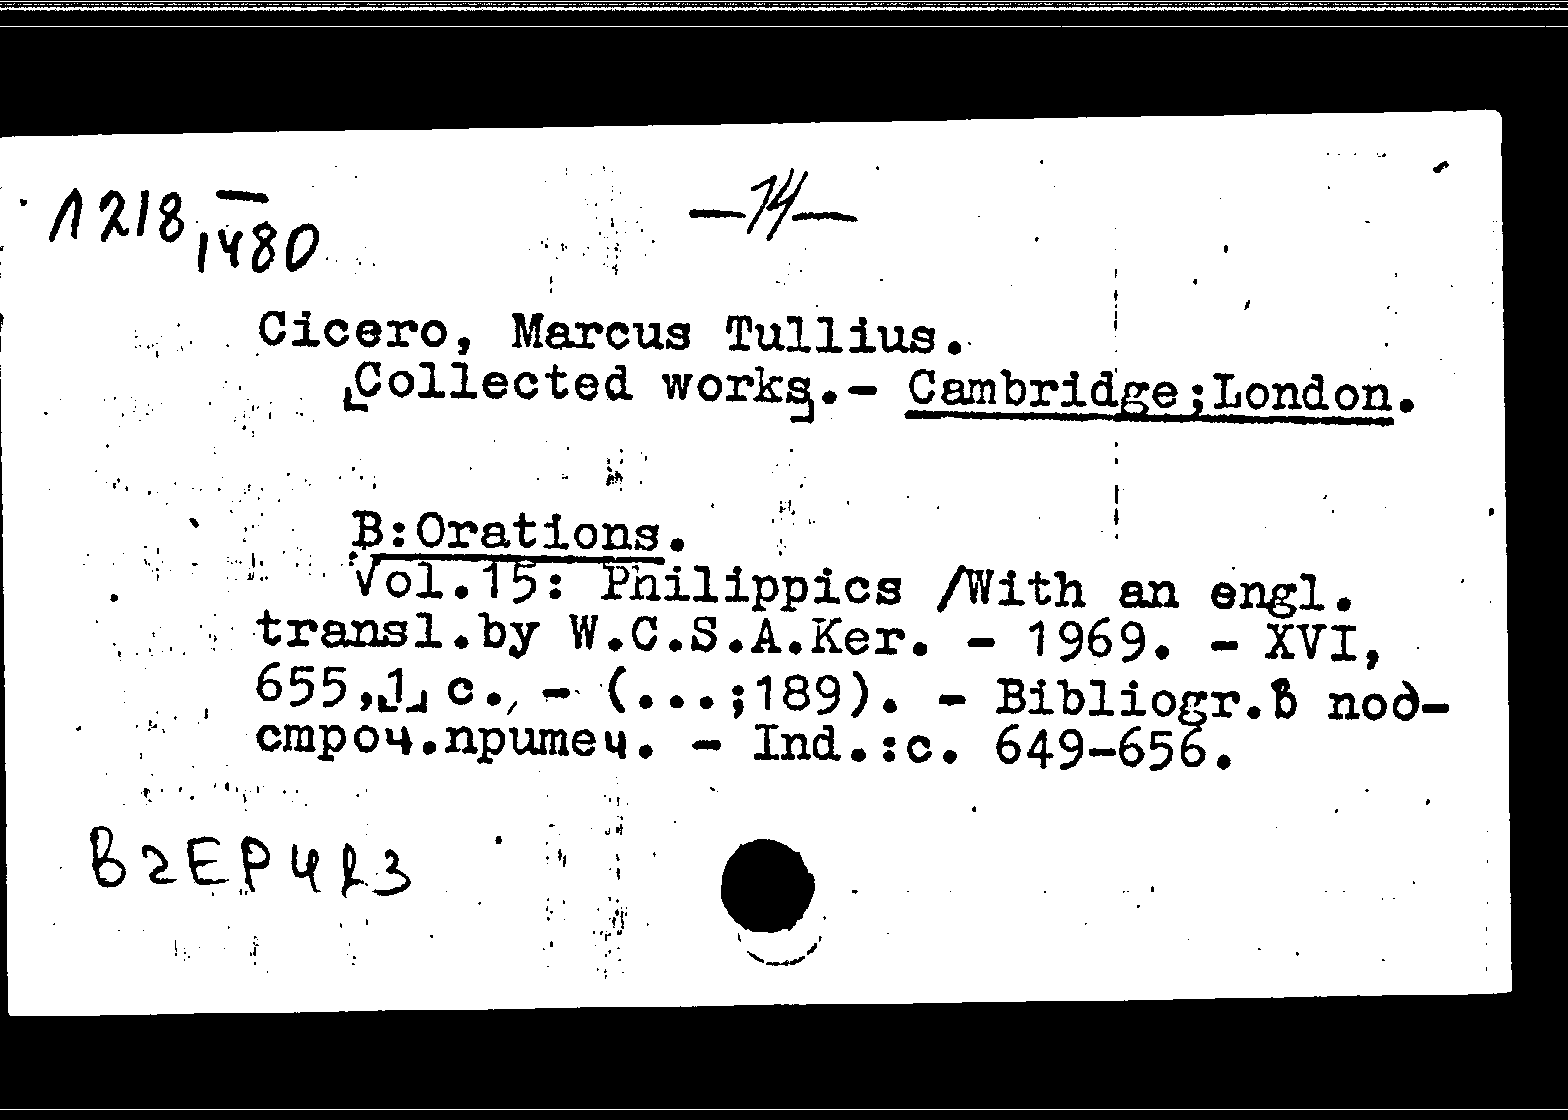 1218 1480
—14—
Cicero, Marcus Tullius.
[Collected works].- Cambridge;London.
B:Orations.
Vol.15: Philippics /With an engl.
transl.by W.C.S.A.Ker. - 1969. - XVI,
655,[1] c., - (...;189). - Bibliogr.в под-
строч.примеч. - Ind.:c. 649-656.